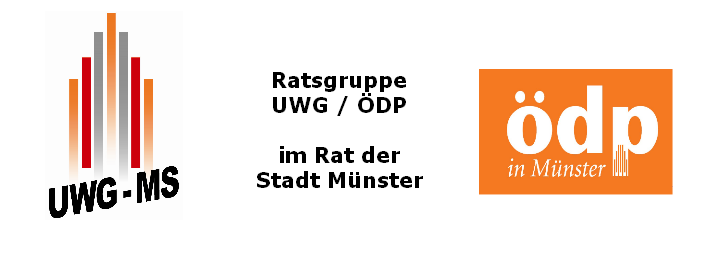 UWG-MS
Ratsgruppe
UWG / ÖDP
im Rat der
Stadt Münster
ödp
in Münster